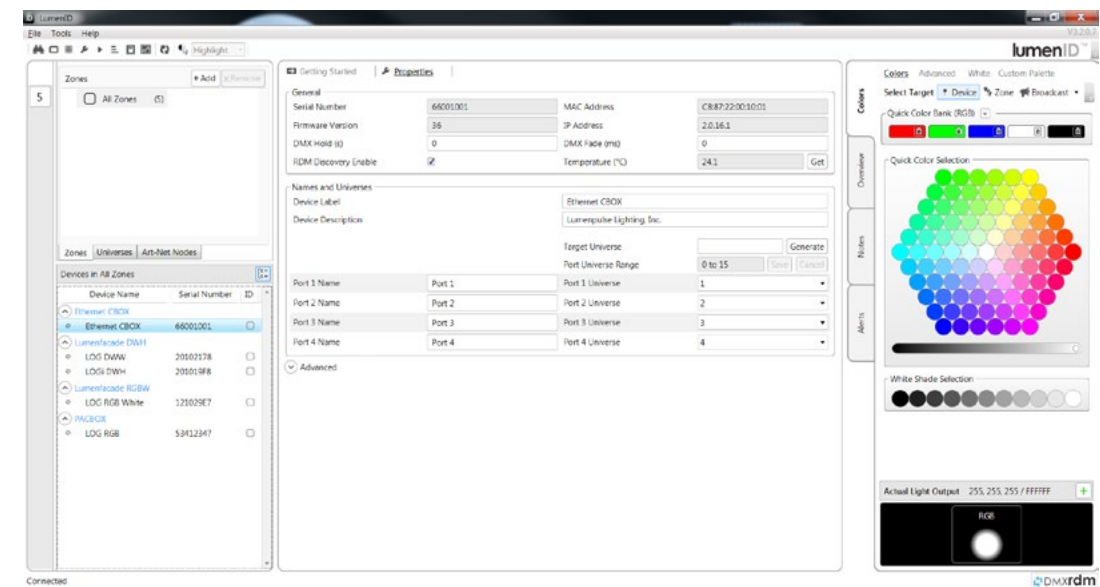 LumenID
File Tools Help
V3.2.0.7
Highlight
lumenID™
5
Zones
+ Add
x Remove
All Zones (5)
Zones Universes Art-Net Nodes
Devices in All Zones
Device Name Serial Number ID
Ethernet CBOX
Ethernet CBOX 66001001
Lumenfacade DWH
LOG DWW 20102178
LOGi DWH 201019F8
Lumenfacade RGBW
LOG RGB White 121029E7
PACBOX
LOG RGB 53412347
Getting Started Properties
General
Serial Number 66001001 MAC Address C8:87:22:00:10:01
Firmware Version 36 IP Address 2.0.16.1
DMX Hold (s) 0 DMX Fade (ms) 0
RDM Discovery Enable Temperature (°C) 24.1 Get
Names and Universes
Device Label Ethernet CBOX
Device Description Lumenpulse Lighting, Inc.
Target Universe Generate
Port Universe Range 0 to 15 Save Cancel
Port 1 Name Port 1 Port 1 Universe 1
Port 2 Name Port 2 Port 2 Universe 2
Port 3 Name Port 3 Port 3 Universe 3
Port 4 Name Port 4 Port 4 Universe 4
Advanced
Colors
Overview
Notes
Alerts
Colors Advanced White Custom Palette
Select Target Device Zone Broadcast
Quick Color Bank (RGB)
Quick Color Selection
White Shade Selection
Actual Light Output 255, 255, 255 / FFFFFF +
RGB
Connected
DMXrdm